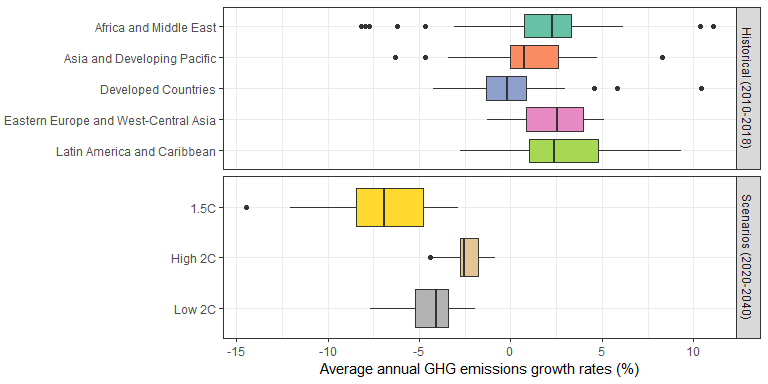 Africa and Middle East
Asia and Developing Pacific
Developed Countries
Eastern Europe and West-Central Asia
Latin America and Caribbean
Historical (2010-2018)
1.5C
High 2C
Low 2C
Scenarios (2020-2040)
-15 -10 -5 0 5 10
Average annual GHG emissions growth rates (%)